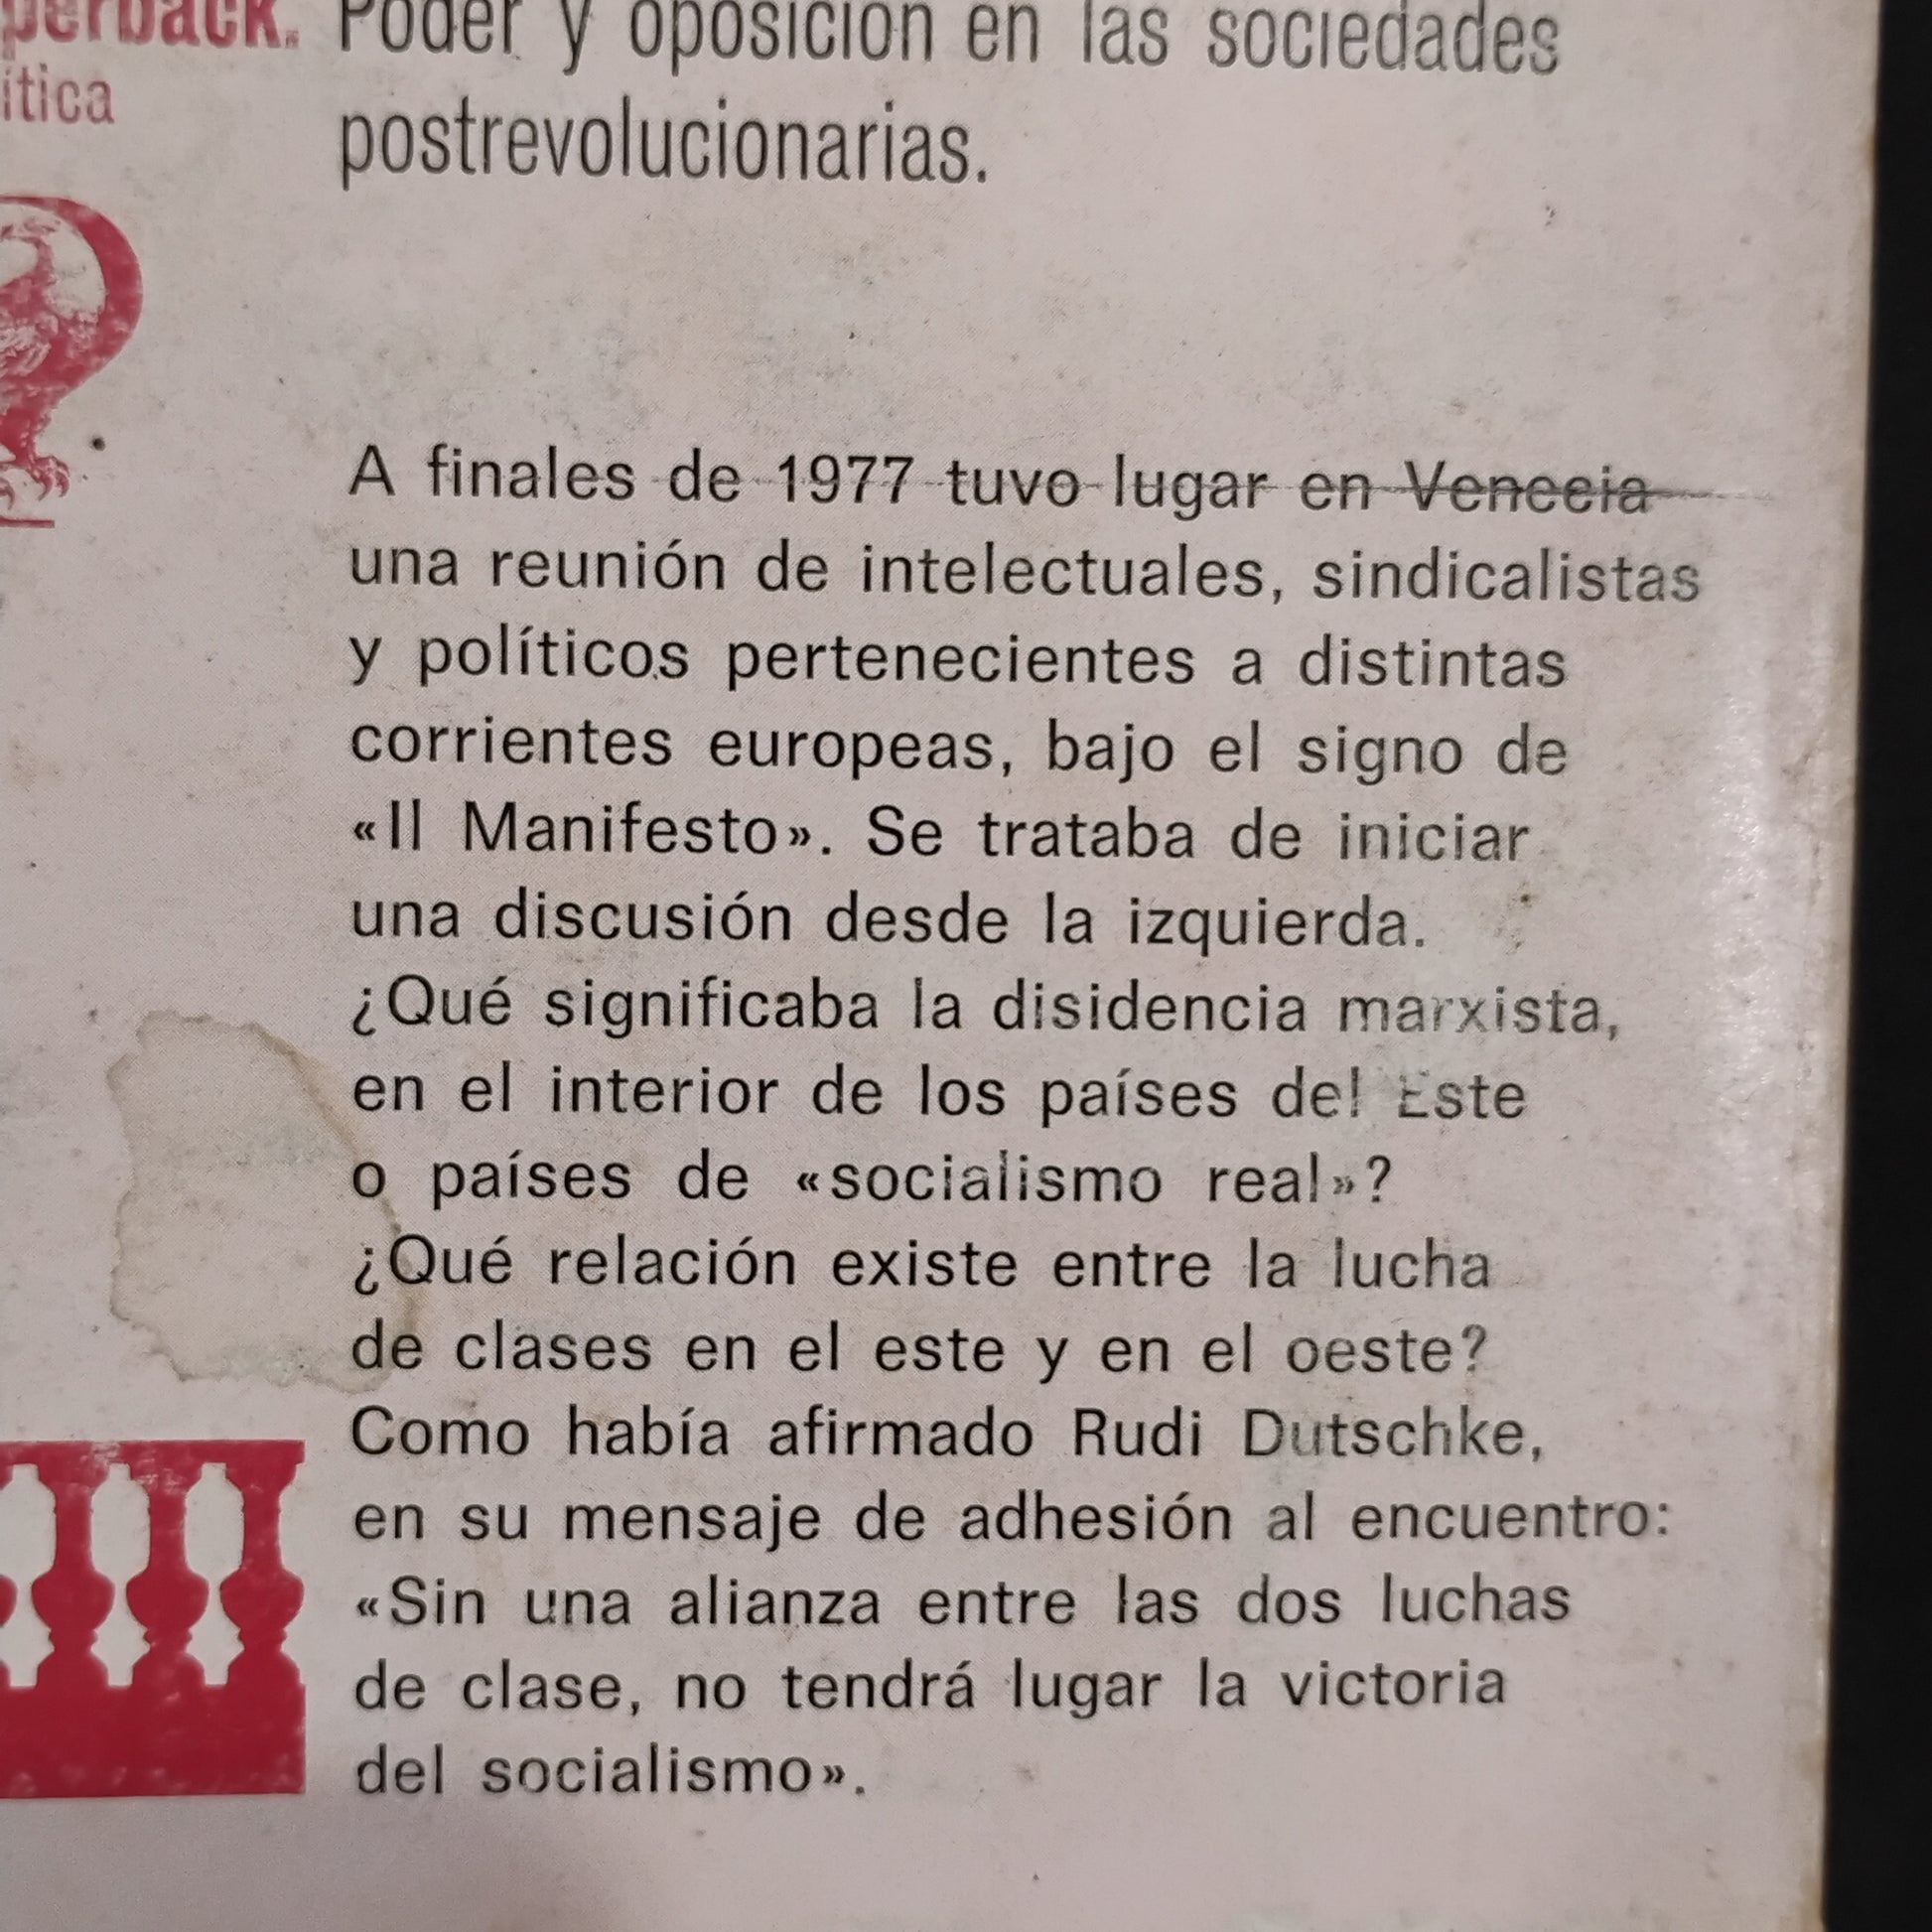 perback. Poder y oposición en las sociedades
ítica
postrevolucionarias.
A finales de 1977 tuvo lugar en Venecia
una reunión de intelectuales, sindicalistas
y políticos pertenecientes a distintas
corrientes europeas, bajo el signo de
«Il Manifesto». Se trataba de iniciar
una discusión desde la izquierda.
¿Qué significaba la disidencia marxista,
en el interior de los países del Este
o países de «socialismo real»?
¿Qué relación existe entre la lucha
de clases en el este y en el oeste?
Como había afirmado Rudi Dutschke,
en su mensaje de adhesión al encuentro:
«Sin una alianza entre las dos luchas
de clase, no tendrá lugar la victoria
del socialismo».